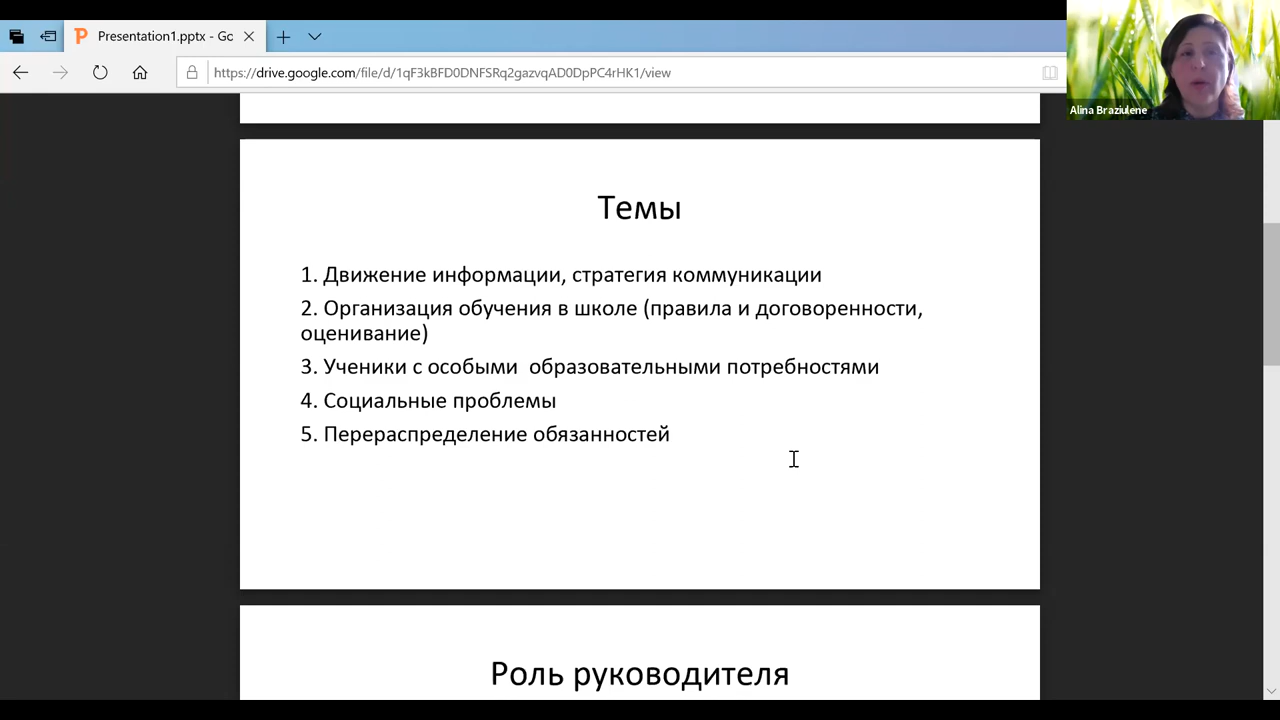 Presentation1.pptx - Gc
https://drive.google.com/file/d/1qF3kBFD0DNFSRq2gazvqAD0DpPC4rHK1/view
Alina Braziulene
Темы
1. Движение информации, стратегия коммуникации
2. Организация обучения в школе (правила и договоренности,
оценивание)
3. Ученики с особыми  образовательными потребностями
4. Социальные проблемы
5. Перераспределение обязанностей
Роль руководителя